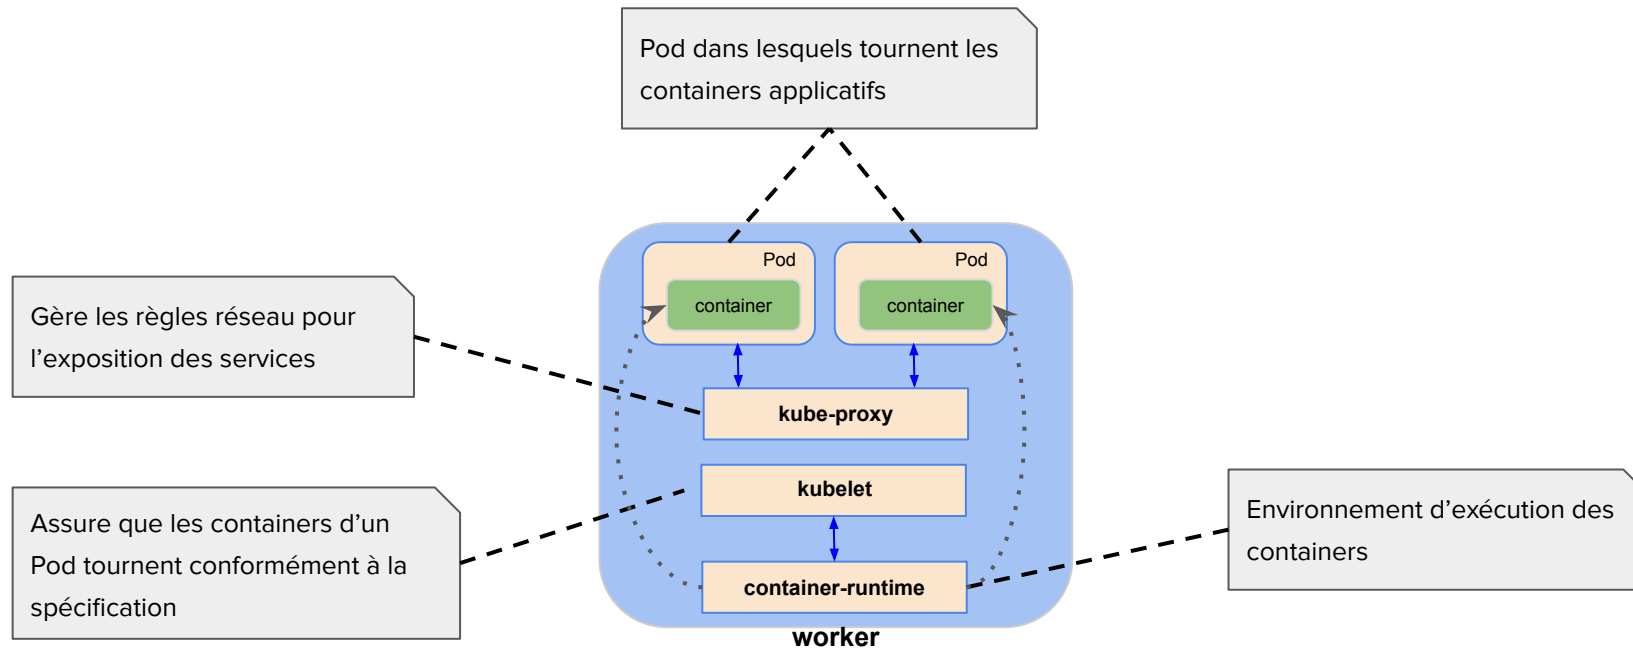 Pod dans lesquels tournent les
containers applicatifs
Pod
Pod
container
container
Gère les règles réseau pour
l’exposition des services
kube-proxy
kubelet
Assure que les containers d’un
Pod tournent conformément à la
spécification
Environnement d’exécution des
containers
container-runtime
worker